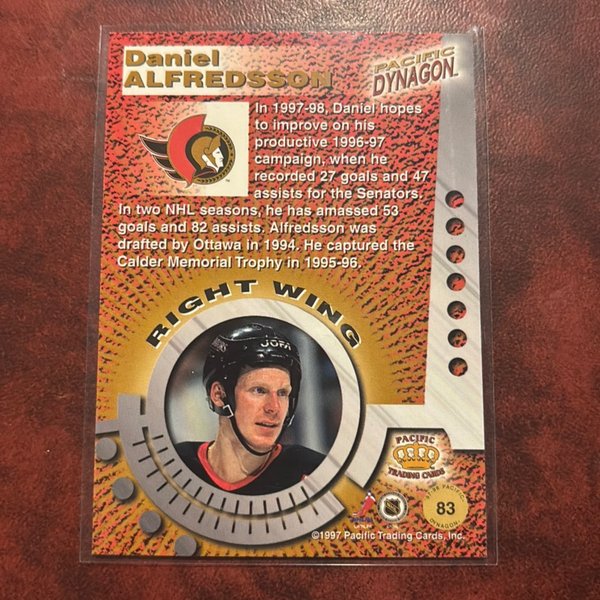 Daniel
ALFREDSSON
PACIFIC
DYNAGON™
In 1997-98, Daniel hopes
to improve on his
productive 1996-97
campaign, when he
recorded 27 goals and 47
assists for the Senators.
In two NHL seasons, he has amassed 53
goals and 82 assists. Alfredsson was
drafted by Ottawa in 1994. He captured the
Calder Memorial Trophy in 1995-96.
RIGHT WING
JOFA
PACIFIC
TRADING CARDS
83
DYNAGON
©1997 Pacific Trading Cards, Inc.